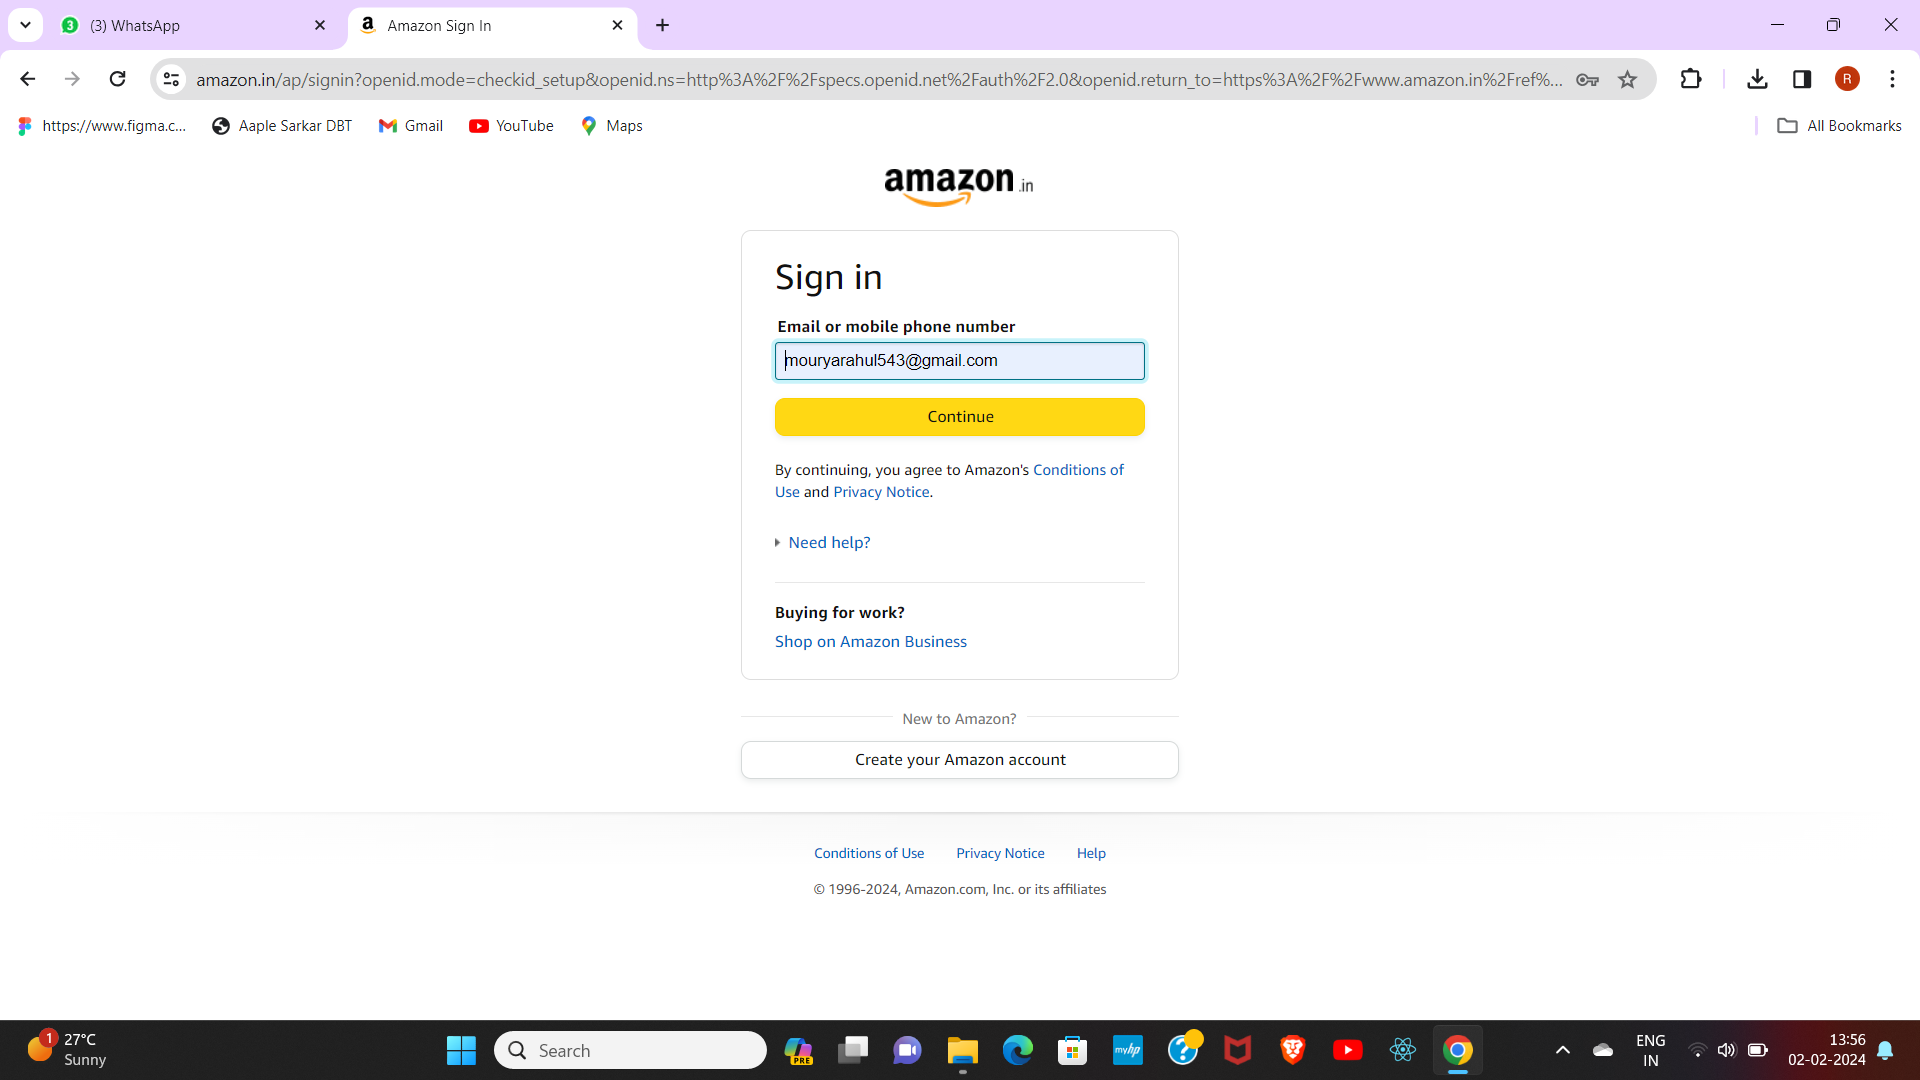 3
(3) WhatsApp
Amazon Sign In
amazon.in/ap/signin?openid.mode=checkid_setup&openid.ns=http%3A%2F%2Fspecs.openid.net%2Fauth%2F2.0&openid.return_to=https%3A%2F%2Fwww.amazon.in%2Fref%...
R
https://www.figma.c...
Aaple Sarkar DBT
Gmail
YouTube
Maps
All Bookmarks
amazon.in
Sign in
Email or mobile phone number
mouryarahul543@gmail.com
Continue
By continuing, you agree to Amazon's Conditions of
Use and Privacy Notice.
Need help?
Buying for work?
Shop on Amazon Business
New to Amazon?
Create your Amazon account
Conditions of Use Privacy Notice Help
© 1996-2024, Amazon.com, Inc. or its affiliates
1
27°C
Sunny
Search
PRE
myhp
ENG
IN
13:56
02-02-2024